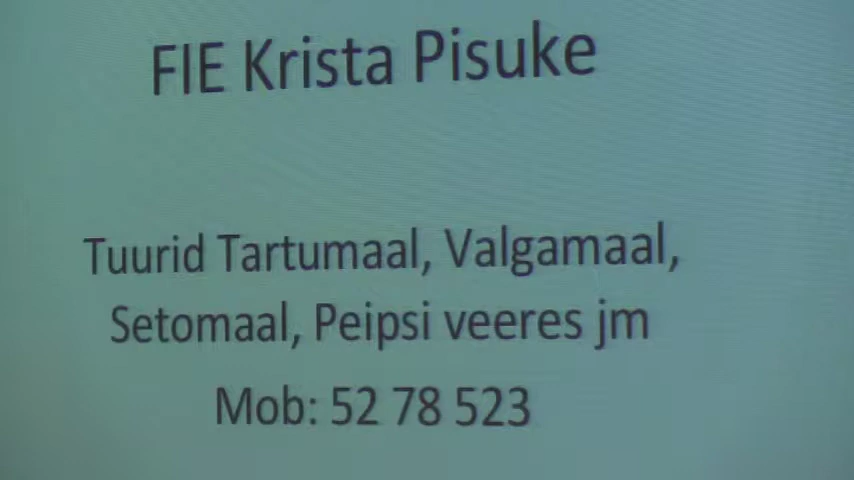 FIE Krista Pisuke
Tuurid Tartumaal, Valgamaal,
Setomaal, Peipsi veeres jm
Mob: 52 78 523